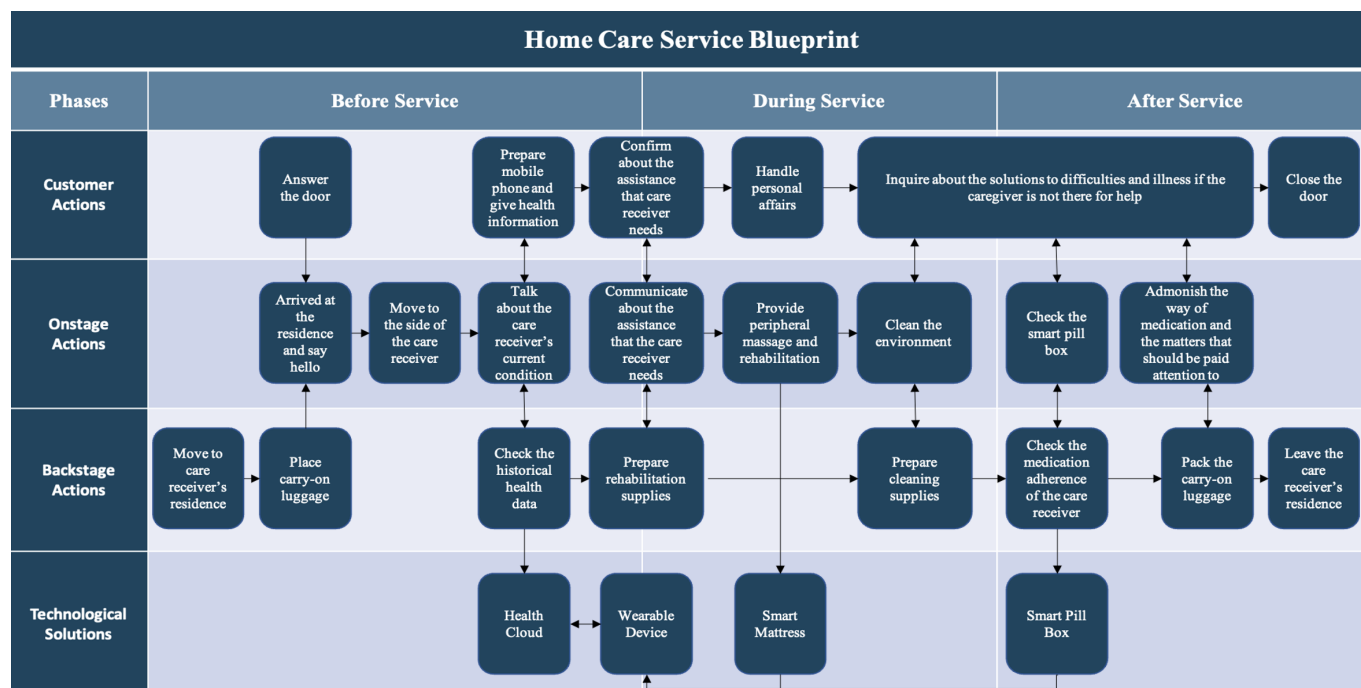 Home Care Service Blueprint
Phases
Before Service
During Service
After Service
Customer
Actions
Answer
the door
Prepare
mobile
phone and
give health
information
Confirm
about the
assistance
that care
receiver
needs
Handle
personal
affairs
Inquire about the solutions to difficulties and illness if the
caregiver is not there for help
Close the
door
Onstage
Actions
Arrived at
the
residence
and say
hello
Move to
the side of
the care
receiver
Talk
about the
care
receiver's
current
condition
Communicate
about the
assistance
that the care
receiver
needs
Provide
peripheral
massage and
rehabilitation
Clean the
environment
Check the
smart pill
box
Admonish the
way of
medication and
the matters that
should be paid
attention to
Backstage
Actions
Move to
care
receiver's
residence
Place
carry-on
luggage
Check the
historical
health
data
Prepare
rehabilitation
supplies
Prepare
cleaning
supplies
Check the
medication
adherence
of the care
receiver
Pack the
carry-on
luggage
Leave the
care
receiver's
residence
Technological
Solutions
Health
Cloud
Wearable
Device
Smart
Mattress
Smart Pill
Box